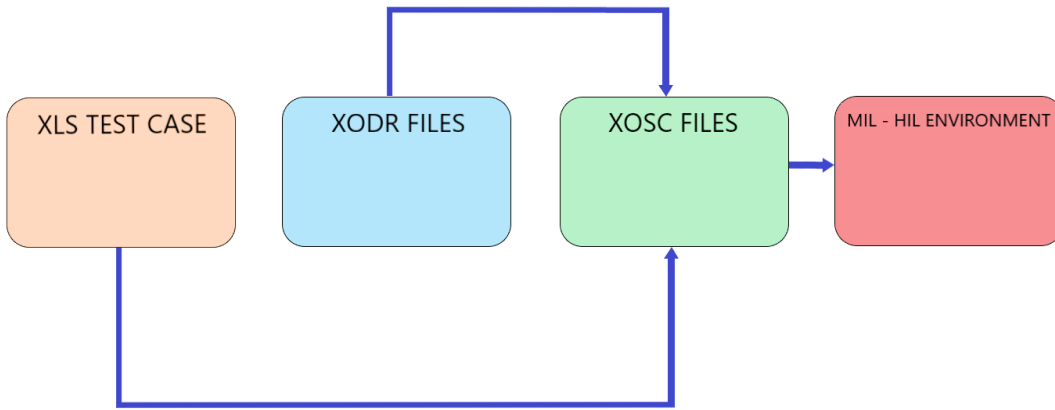 XLS TEST CASE
XODR FILES
XOSC FILES
MIL - HIL ENVIRONMENT